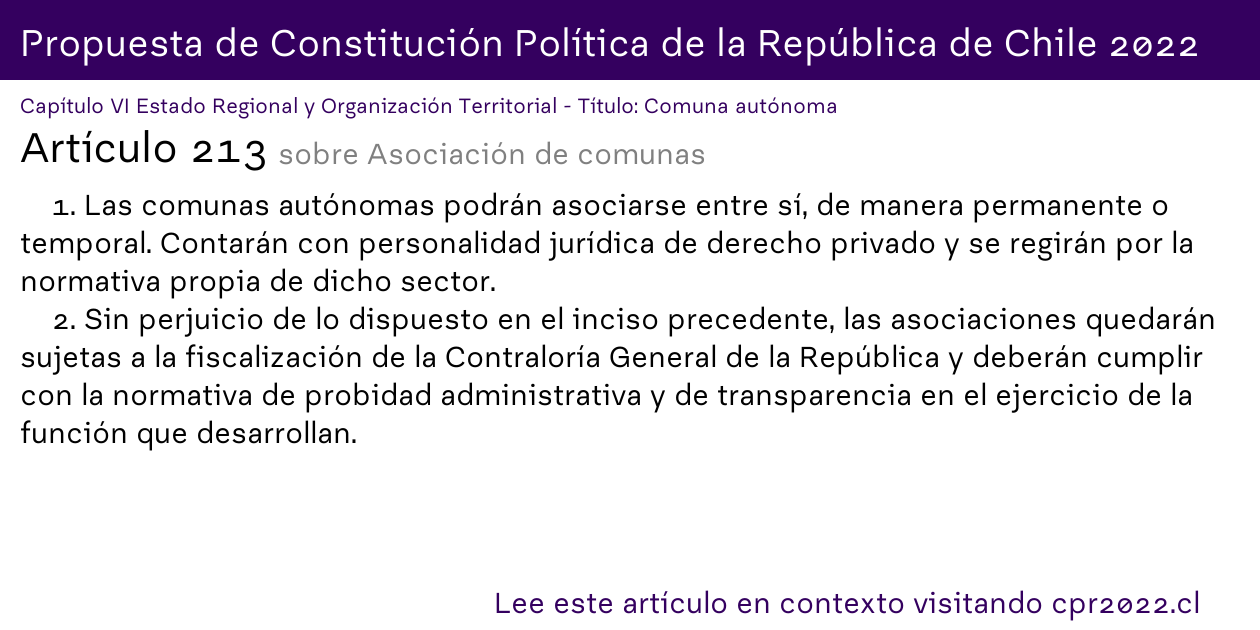 Propuesta de Constitución Política de la República de Chile 2022
Capítulo VI Estado Regional y Organización Territorial - Título: Comuna autónoma
Artículo 213 sobre Asociación de comunas
1. Las comunas autónomas podrán asociarse entre sí, de manera permanente o
temporal. Contarán con personalidad jurídica de derecho privado y se regirán por la
normativa propia de dicho sector.
2. Sin perjuicio de lo dispuesto en el inciso precedente, las asociaciones quedarán
sujetas a la fiscalización de la Contraloría General de la República y deberán cumplir
con la normativa de probidad administrativa y de transparencia en el ejercicio de la
función que desarrollan.
Lee este artículo en contexto visitando cpr2022.cl